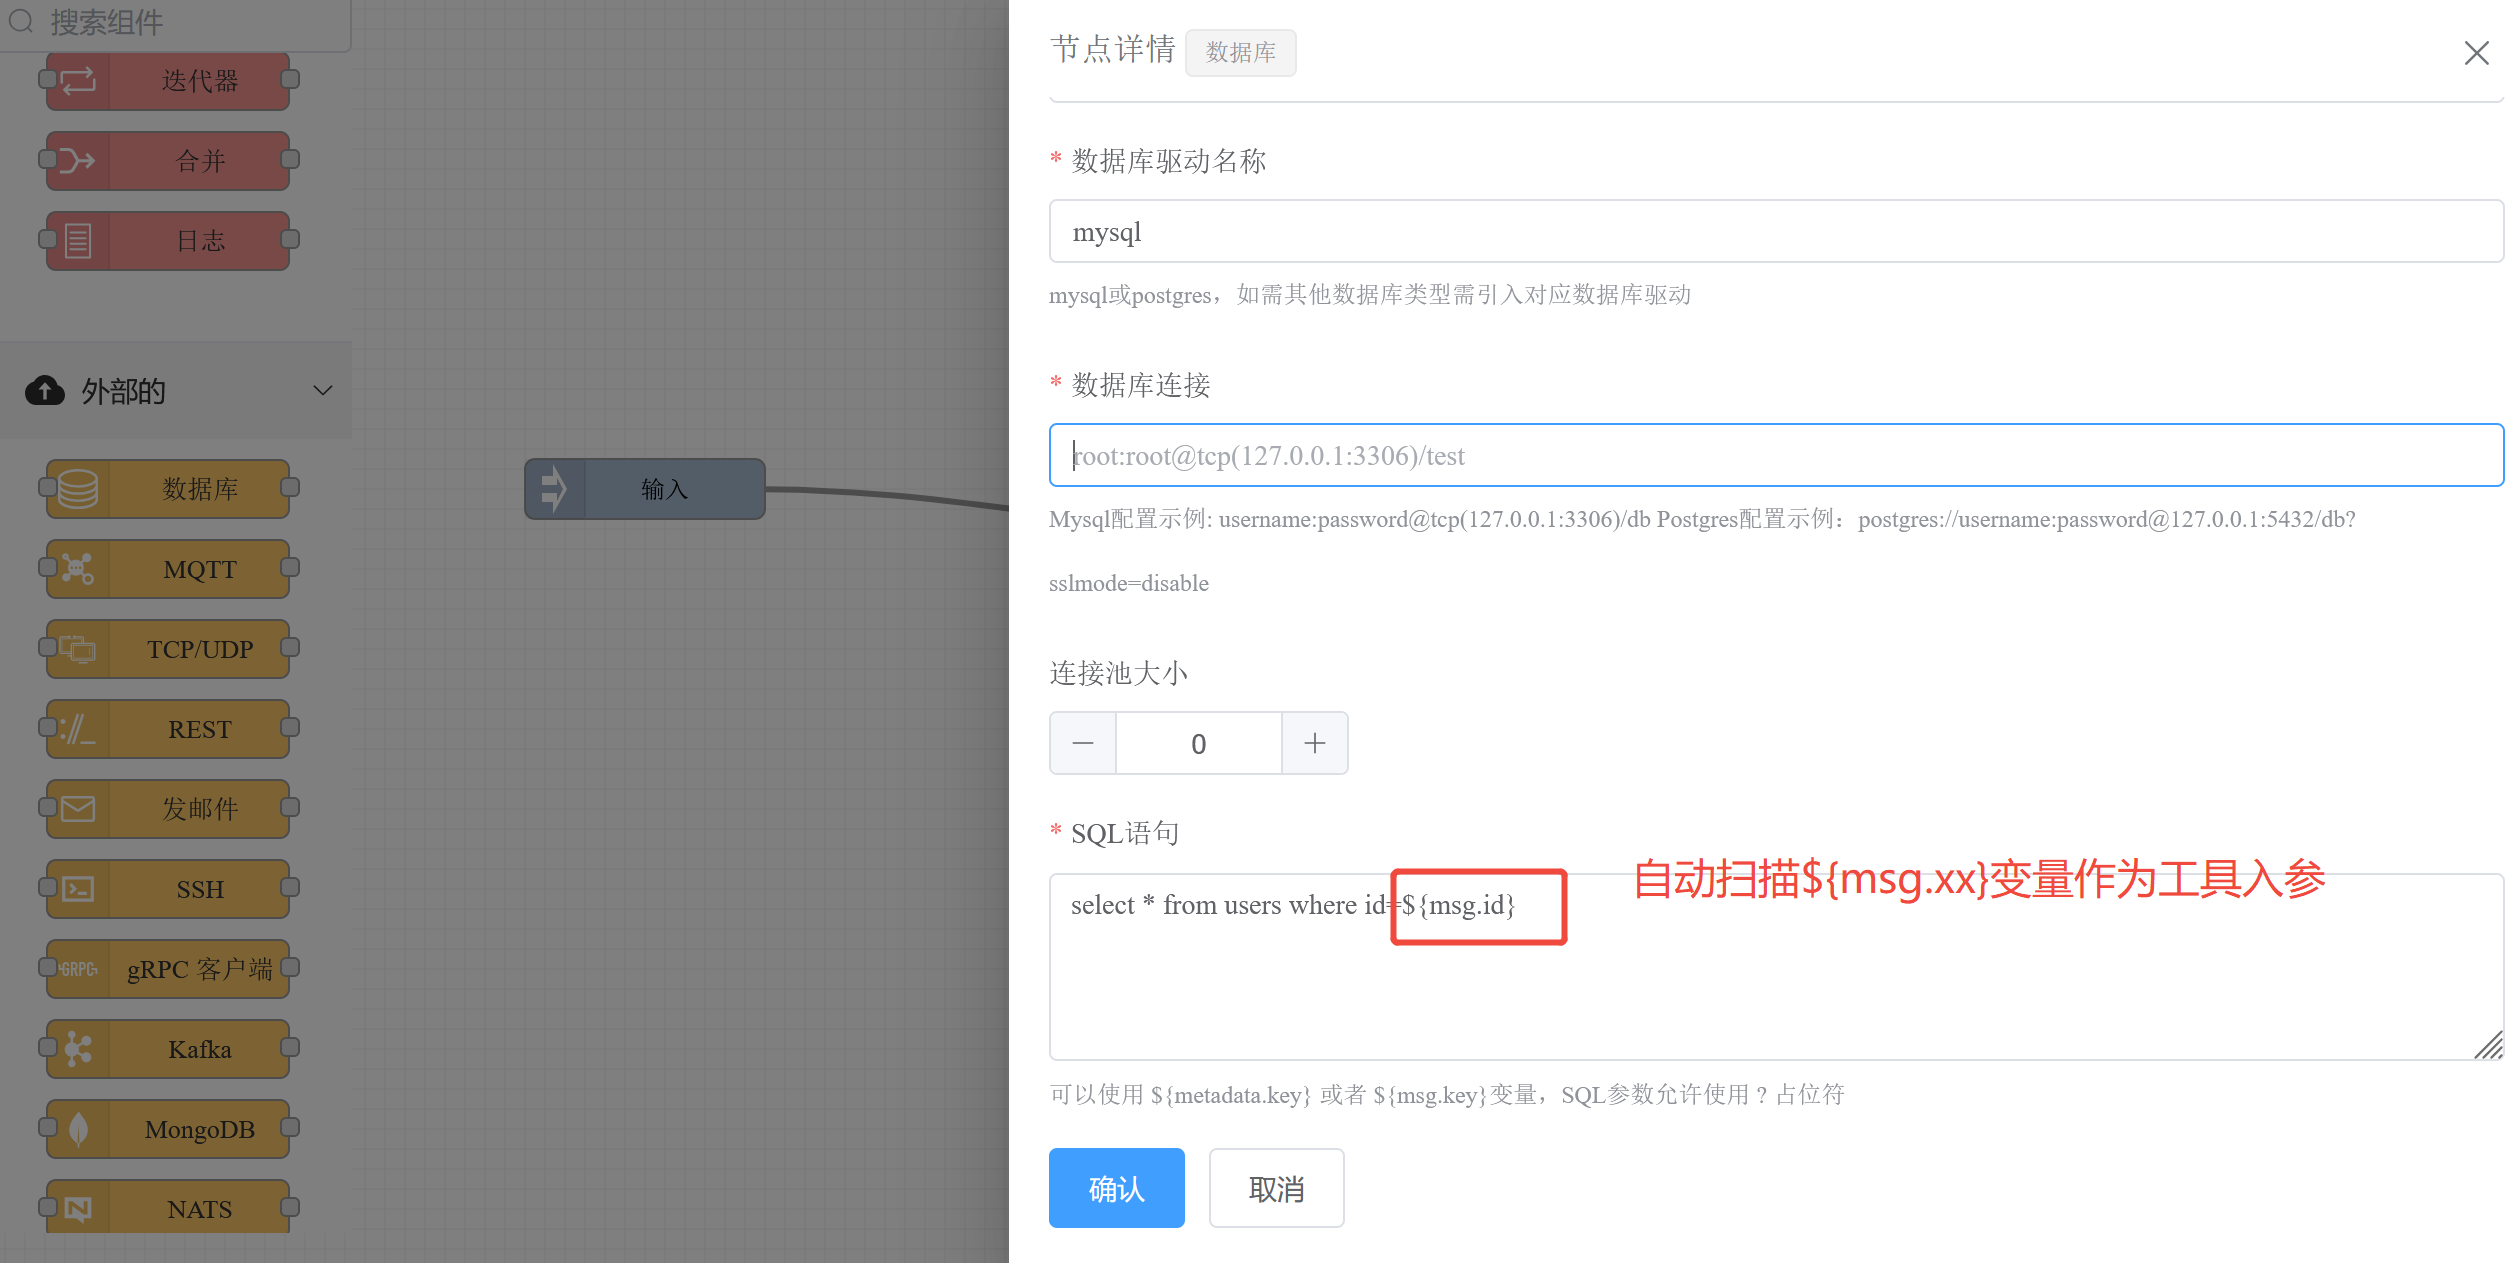 搜索组件
迭代器
合并
日志
外部的
数据库
MQTT
TCP/UDP
REST
发邮件
SSH
GRPC
gRPC 客户端
Kafka
MongoDB
NATS
输入
节点详情
数据库
* 数据库驱动名称
mysql
mysql或postgres，如需其他数据库类型需引入对应数据库驱动
* 数据库连接
root:root@tcp(127.0.0.1:3306)/test
Mysql配置示例: username:password@tcp(127.0.0.1:3306)/db Postgres配置示例：postgres://username:password@127.0.0.1:5432/db?
sslmode=disable
连接池大小
0
* SQL语句
自动扫描${msg.xx}变量作为工具入参
select * from users where id=${msg.id}
可以使用 ${metadata.key} 或者 ${msg.key}变量，SQL参数允许使用 ? 占位符
确认
取消